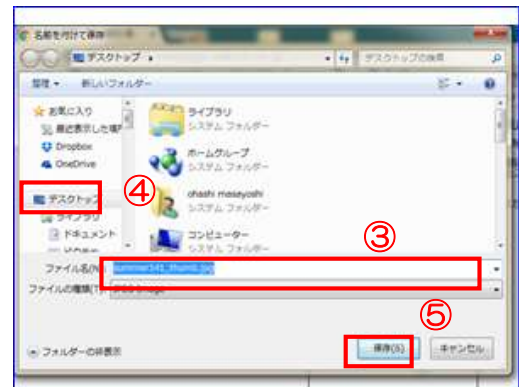 名前を付けて保存
デスクトップ
デスクトップの検索
整理 新しいフォルダー
お気に入り
最近表示した場
Dropbox
OneDrive
デスクトップ
ライブラリ
ドキュメント
ライブラリ
システム フォルダー
ホームグループ
システム フォルダー
ohashi masayoshi
システム フォルダー
コンピューター
システム フォルダー
④
③
ファイル名(N):
ファイルの種類(T):
⑤
フォルダーの非表示
保存(S)
キャンセル